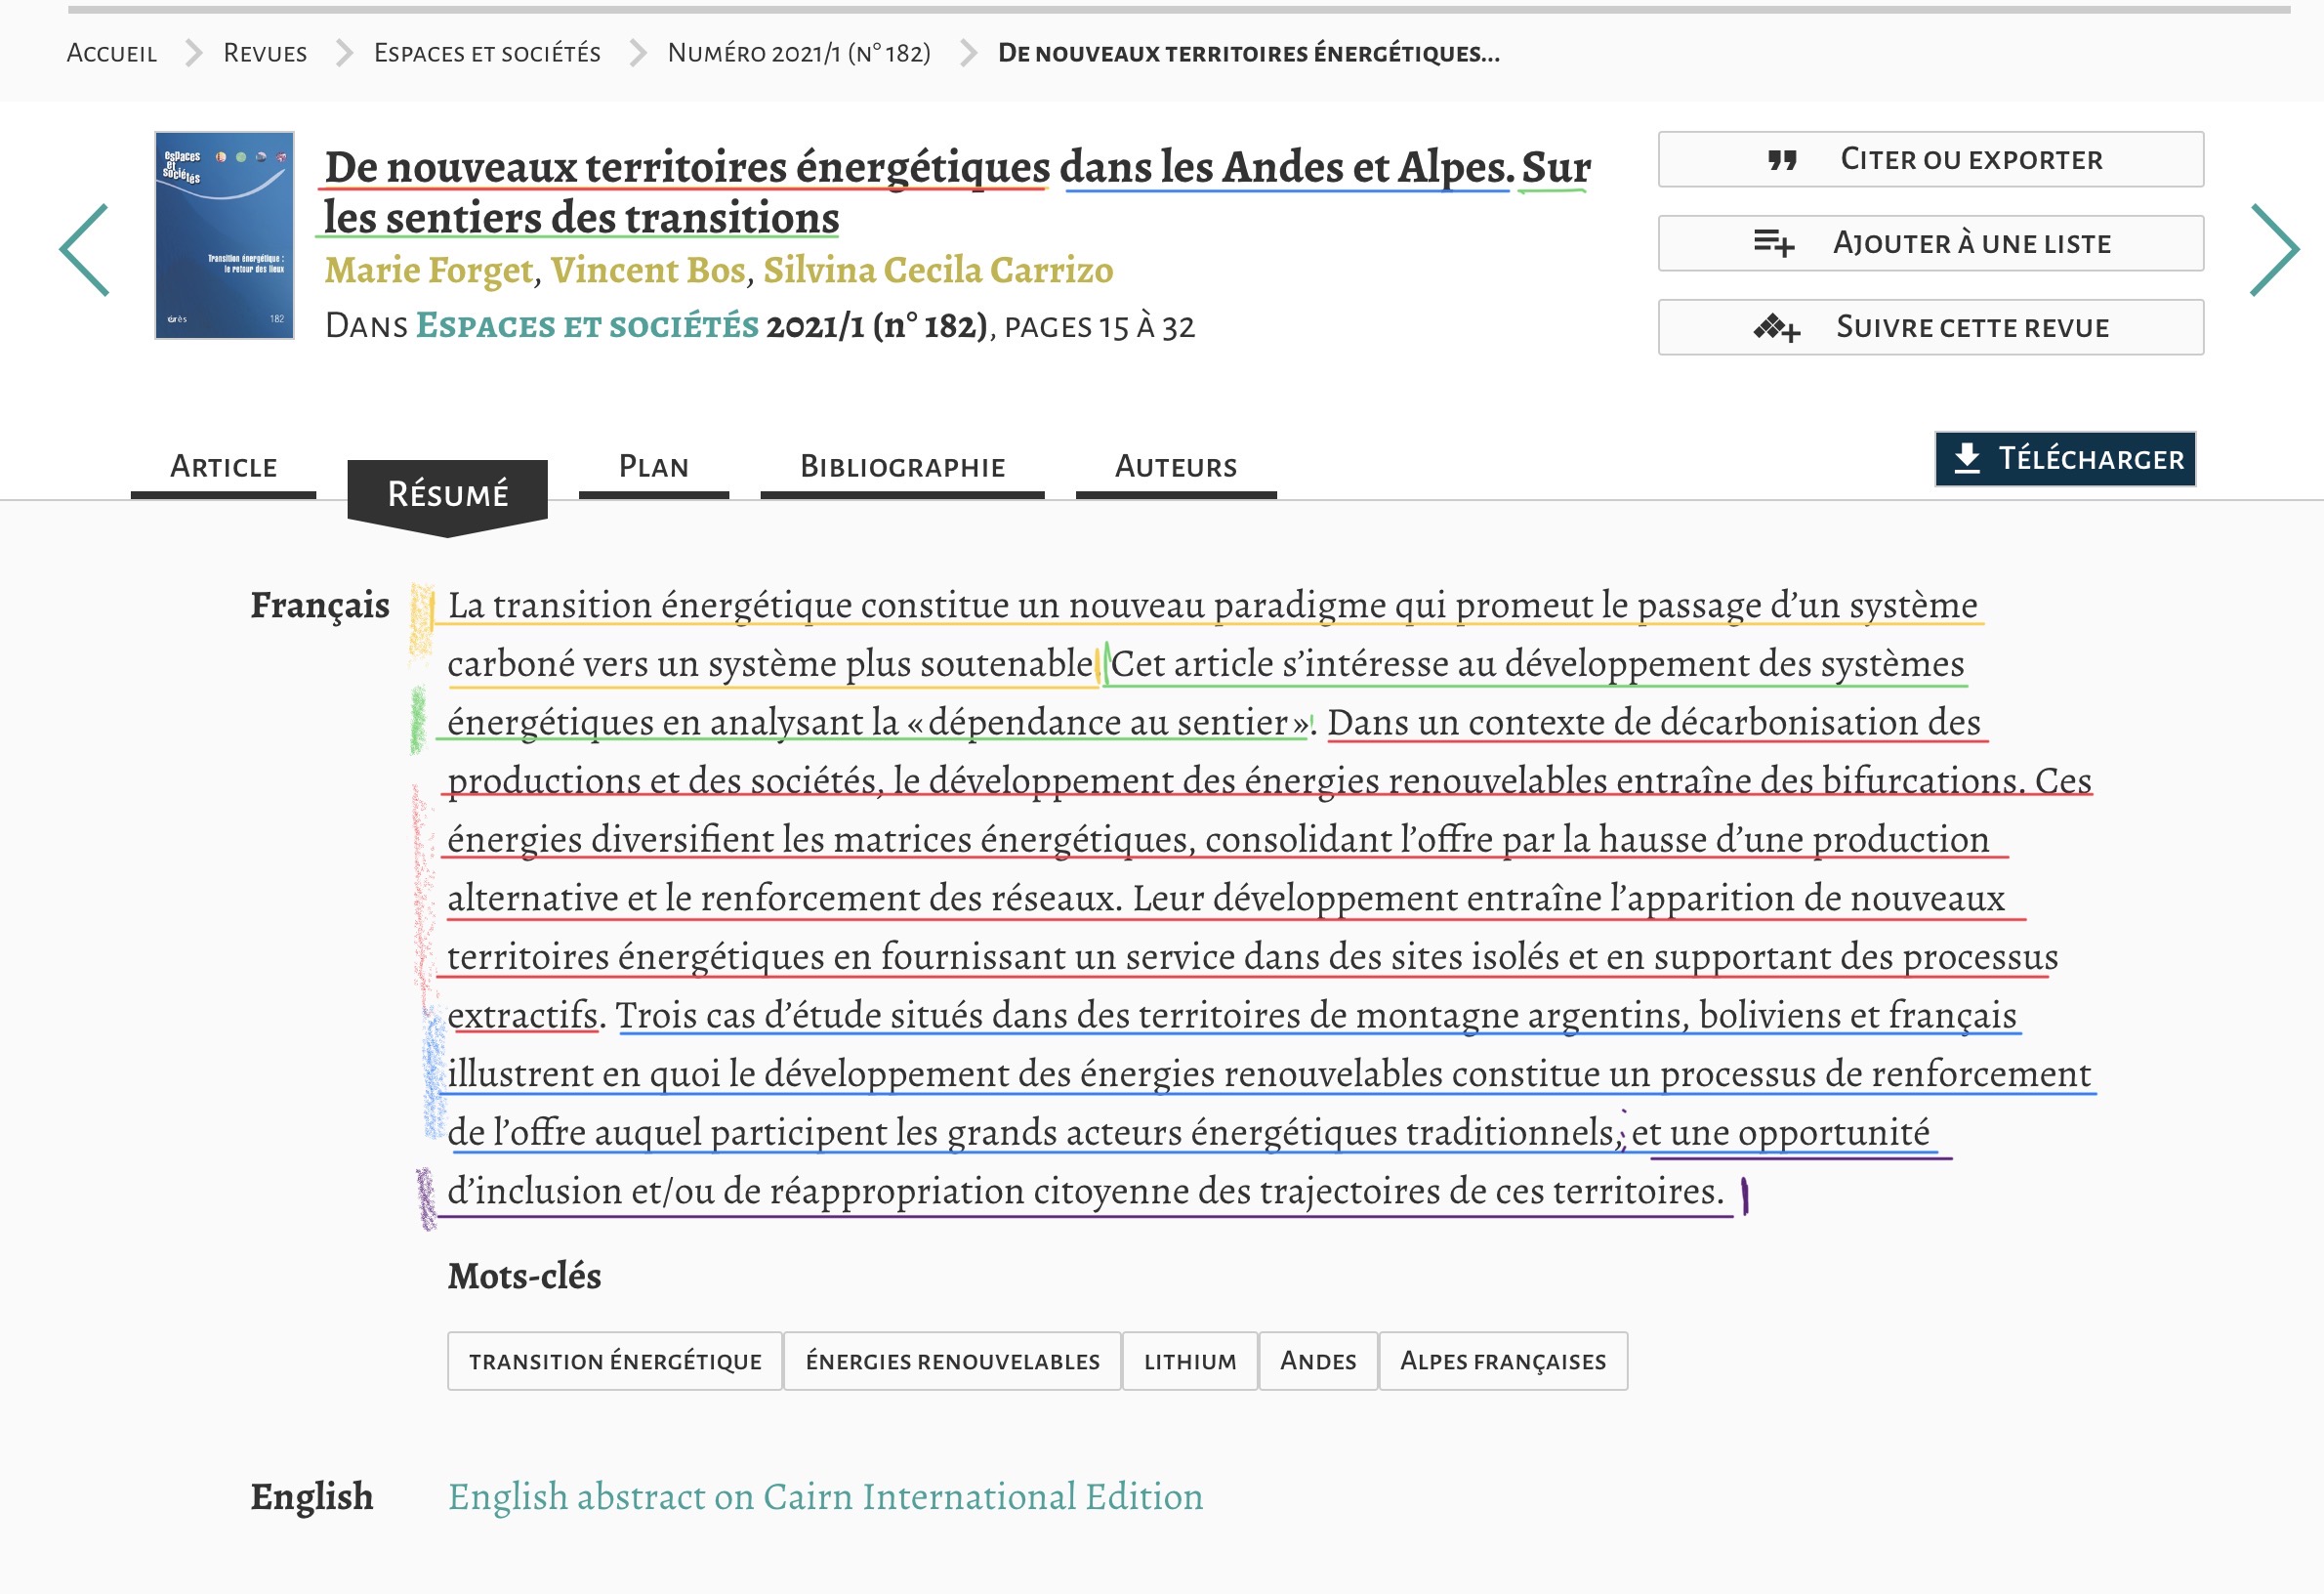 Accueil Revues Espaces et sociétés Numéro 2021/1 (n° 182) De nouveaux territoires énergétiques...
espaces
et
sociétés
Transition énergétique :
le retour des lieux
érès 182
De nouveaux territoires énergétiques dans les Andes et Alpes. Sur
les sentiers des transitions
Marie Forget, Vincent Bos, Silvina Cecila Carrizo
Dans Espaces et sociétés 2021/1 (n° 182), pages 15 à 32
Citer ou exporter
Ajouter à une liste
Suivre cette revue
Article
Résumé
Plan
Bibliographie
Auteurs
Télécharger
Français
La transition énergétique constitue un nouveau paradigme qui promeut le passage d’un système
carboné vers un système plus soutenable. Cet article s’intéresse au développement des systèmes
énergétiques en analysant la « dépendance au sentier ». Dans un contexte de décarbonisation des
productions et des sociétés, le développement des énergies renouvelables entraîne des bifurcations. Ces
énergies diversifient les matrices énergétiques, consolidant l’offre par la hausse d’une production
alternative et le renforcement des réseaux. Leur développement entraîne l’apparition de nouveaux
territoires énergétiques en fournissant un service dans des sites isolés et en supportant des processus
extractifs. Trois cas d’étude situés dans des territoires de montagne argentins, boliviens et français
illustrent en quoi le développement des énergies renouvelables constitue un processus de renforcement
de l’offre auquel participent les grands acteurs énergétiques traditionnels, et une opportunité
d’inclusion et/ou de réappropriation citoyenne des trajectoires de ces territoires.
Mots-clés
transition énergétique énergies renouvelables lithium Andes Alpes françaises
English English abstract on Cairn International Edition